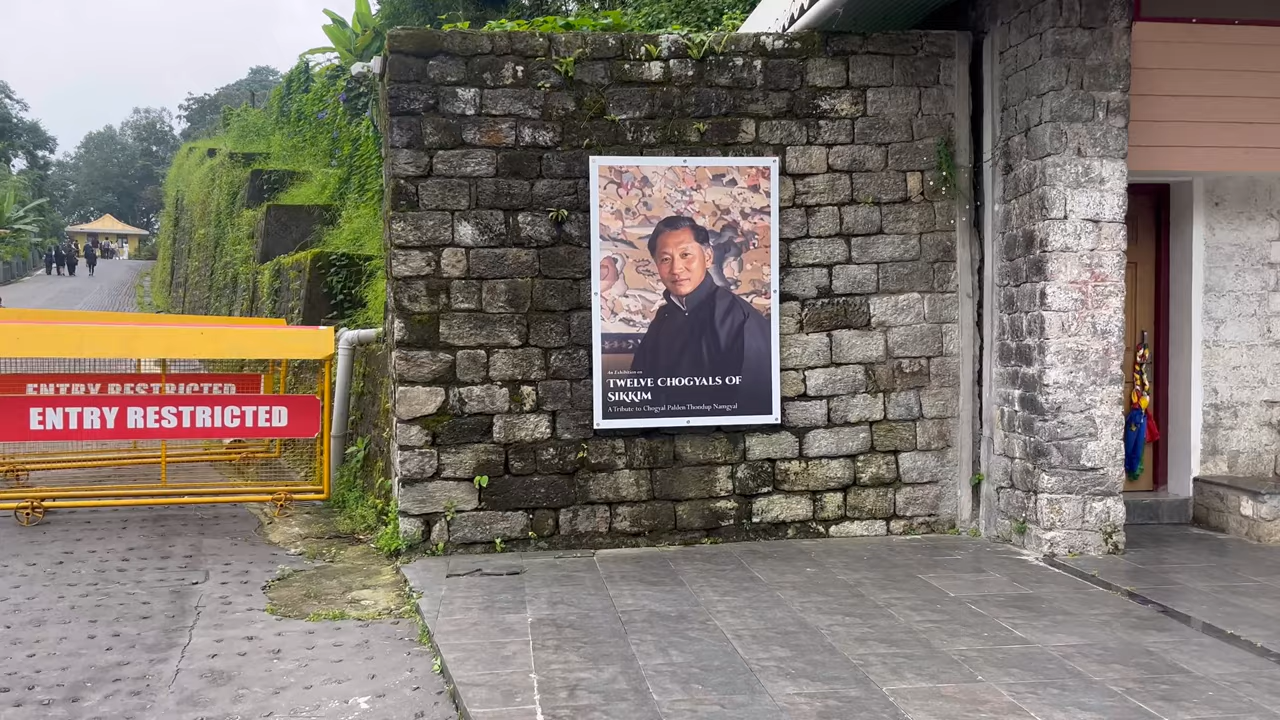 ENTRY RESTRICTED
ENTRY RESTRICTED
An Exhibition on
TWELVE CHOGYALS OF
SIKKIM
A Tribute to Chogyal Palden Thondup Namgyal